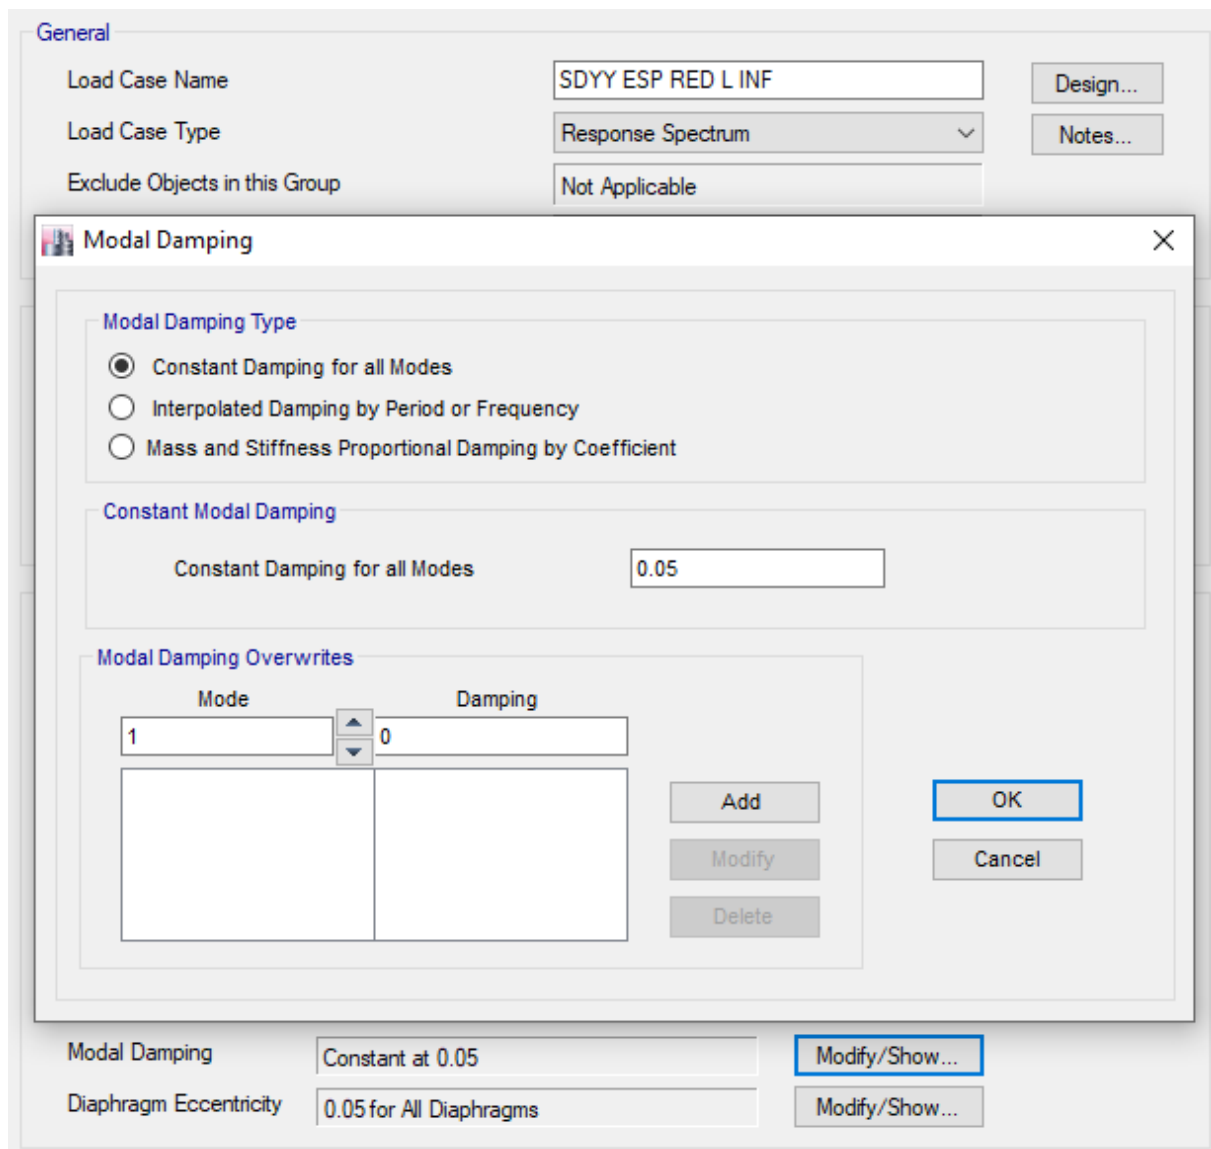 General
Load Case Name SDYY ESP RED L INF Design...
Load Case Type Response Spectrum Notes...
Exclude Objects in this Group Not Applicable
Modal Damping
Modal Damping Type
Constant Damping for all Modes
Interpolated Damping by Period or Frequency
Mass and Stiffness Proportional Damping by Coefficient
Constant Modal Damping
Constant Damping for all Modes 0.05
Modal Damping Overwrites
Mode Damping
1 0
Add OK
Modify Cancel
Delete
Modal Damping Constant at 0.05 Modify/Show...
Diaphragm Eccentricity 0.05 for All Diaphragms Modify/Show...